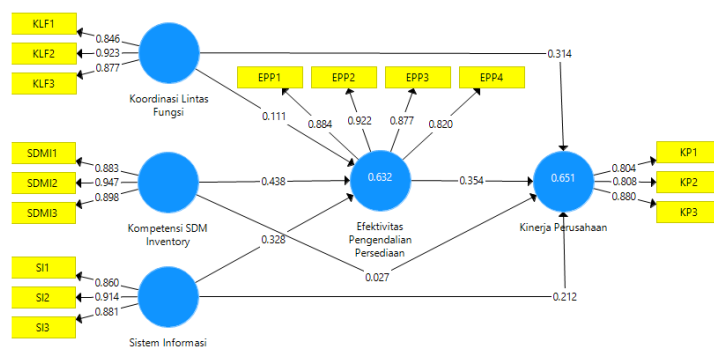 KLF1
0.846
KLF2
0.923
KLF3
0.877
Koordinasi Lintas
Fungsi
0.314
EPP1
EPP2
EPP3
EPP4
0.884
0.922
0.877
0.820
0.111
SDMI1
0.883
SDMI2
0.947
SDMI3
0.898
Kompetensi SDM
Inventory
0.438
0.632
Efektivitas
Pengendalian
Persediaan
0.354
0.651
Kinerja Perusahaan
0.804
KP1
0.808
KP2
0.880
KP3
0.328
0.027
SI1
0.860
SI2
0.914
SI3
0.881
Sistem Informasi
0.212